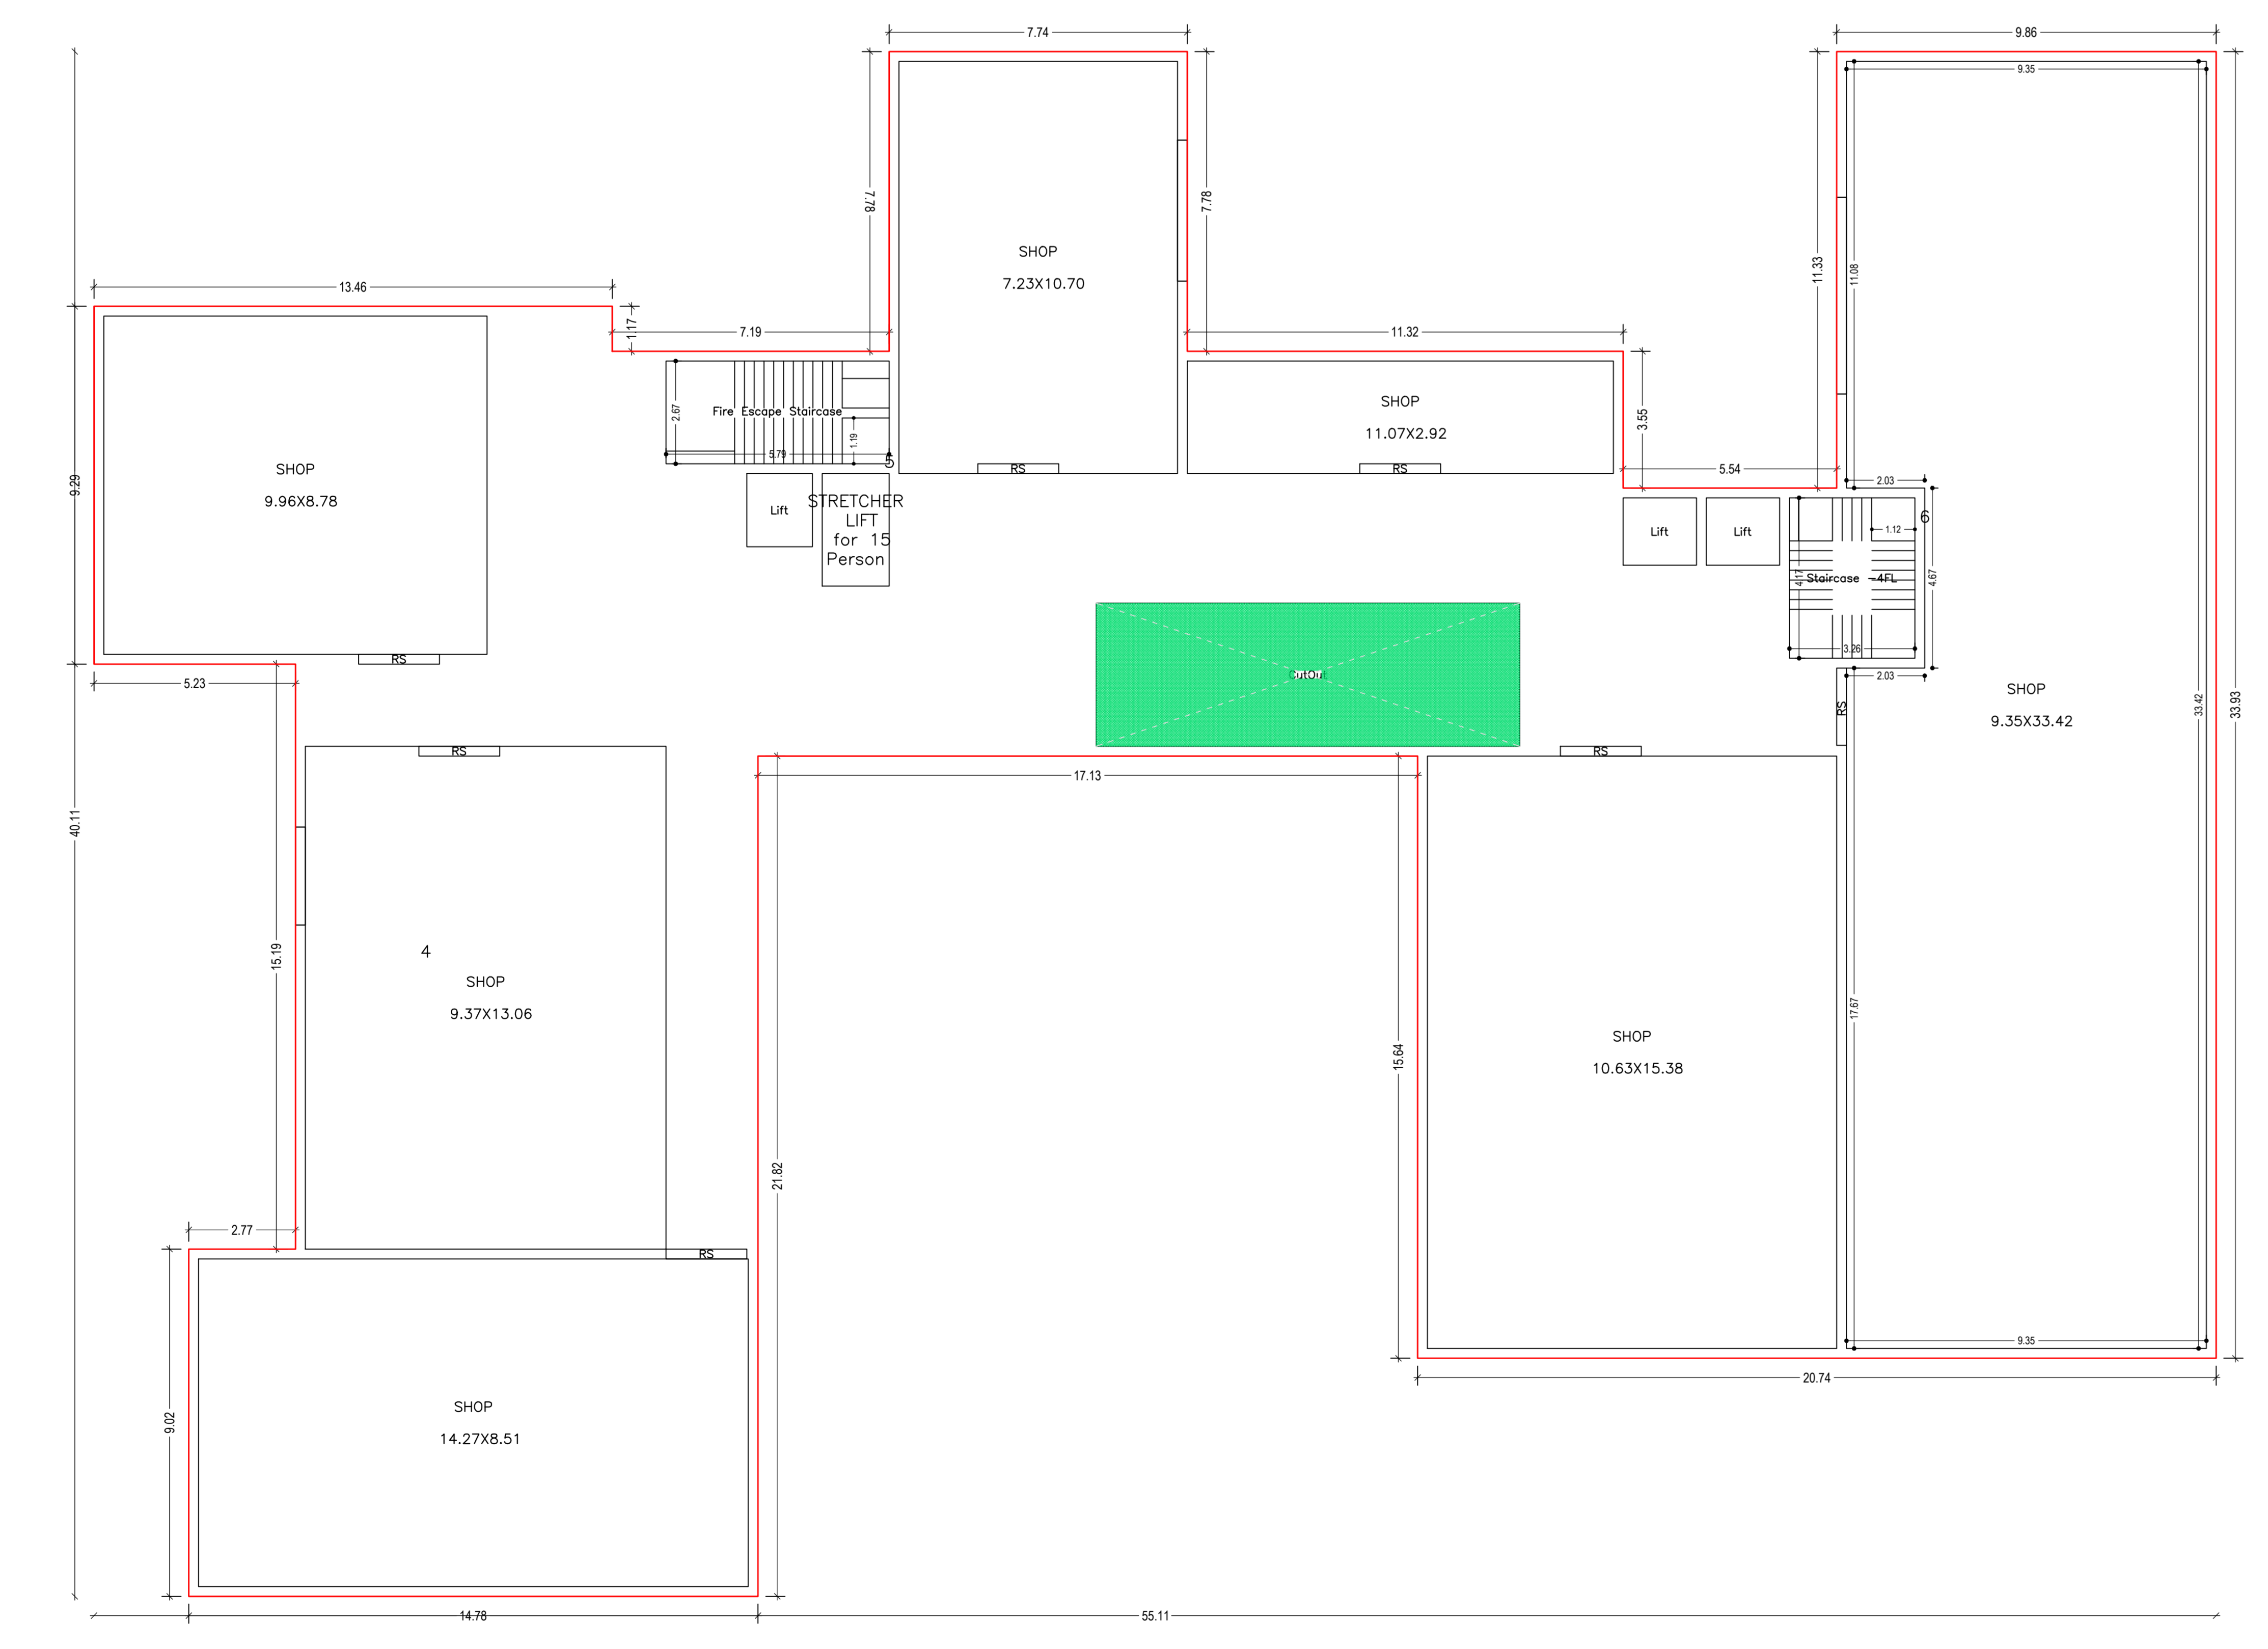 7.74
9.86
9.35
7.78
7.78
11.33
11.08
SHOP
7.23X10.70
13.46
1.17
7.19
11.32
2.67
Fire Escape Staircase
1.19
5.79
5
SHOP
11.07X2.92
3.55
RS
RS
5.54
2.03
SHOP
9.96X8.78
9.29
Lift
STRETCHER
LIFT
for 15
Person
Lift
Lift
6
1.12
4.17
Staircase -4FL
4.67
3.26
2.03
RS
5.23
CutOut
RS
SHOP
9.35X33.42
33.42
33.93
RS
RS
17.13
40.11
15.19
4
SHOP
9.37X13.06
17.67
SHOP
10.63X15.38
15.64
21.82
2.77
RS
9.35
20.74
9.02
SHOP
14.27X8.51
14.78
55.11